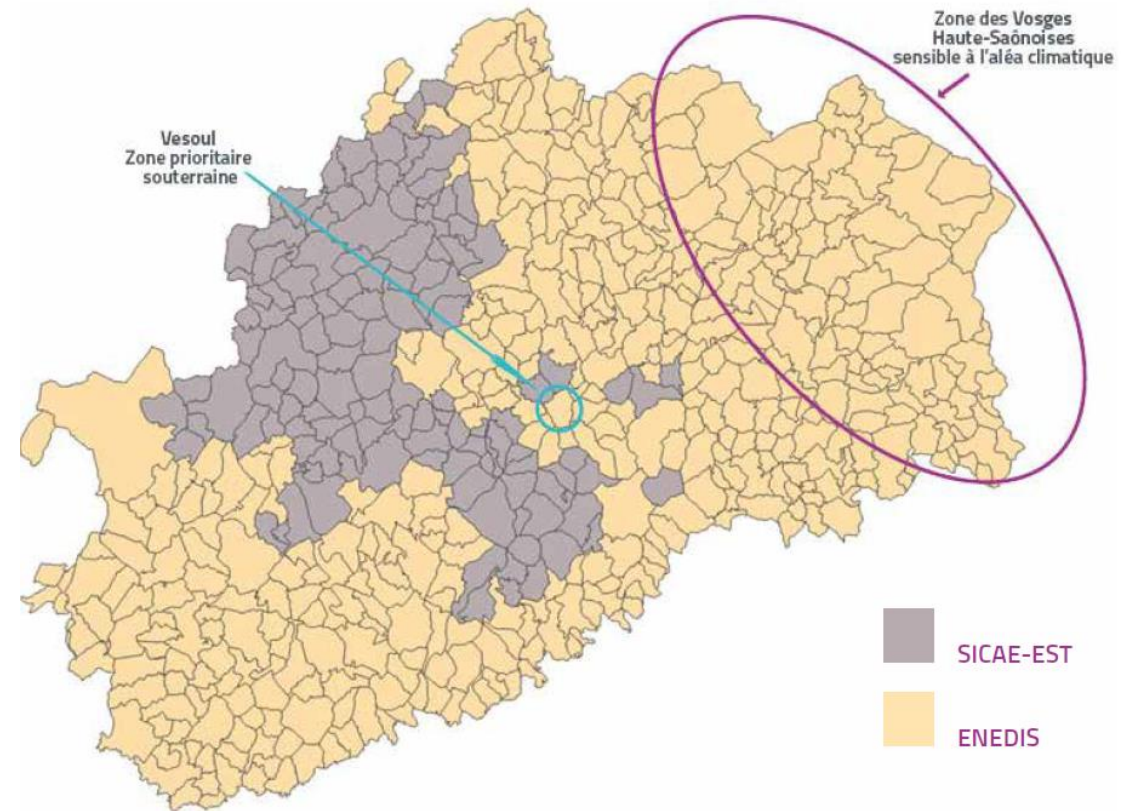 Zone des Vosges
Haute-Saônoises
sensible à l'aléa climatique
Vesoul
Zone prioritaire
souterraine
SICAE-EST
ENEDIS